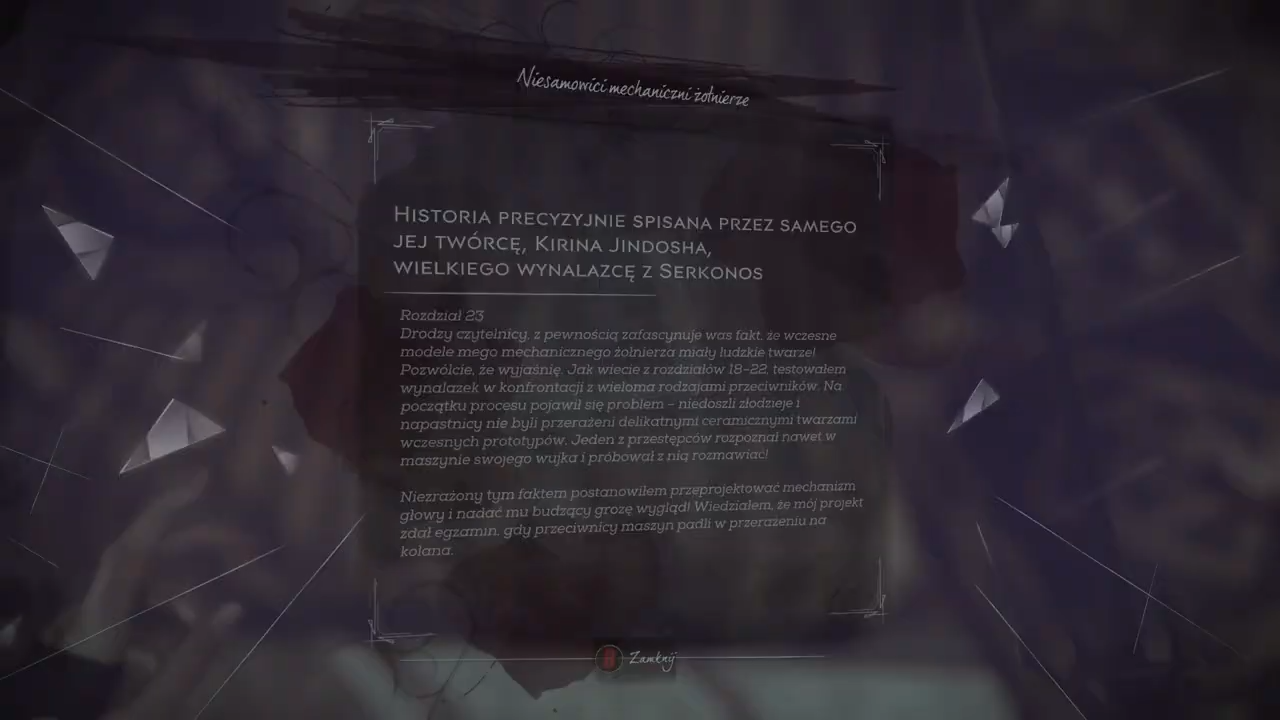 Niesamowici mechaniczni żołnierze
Historia precyzyjnie spisana przez samego
jej twórcę, Kirina Jindosha,
wielkiego wynalazcę z Serkonos
Rozdział 23
Drodzy czytelnicy, z pewnością zafascynuje was fakt, że wczesne
modele mego mechanicznego żołnierza miały ludzkie twarze!
Pozwólcie, że wyjaśnię. Jak wiecie z rozdziałów 18-22, testowałem
wynalazek w konfrontacji z wieloma rodzajami przeciwników. Na
początku procesu pojawił się problem – niedoszli złodzieje i
napastnicy nie byli przerażeni delikatnymi ceramicznymi twarzami
wczesnych prototypów. Jeden z przestępców rozpoznał nawet w
maszynie swojego wujka i próbował z nią rozmawiać!
Niezrażony tym faktem postanowiłem przeprojektować mechanizm
głowy i nadać mu budzący grozę wygląd! Wiedziałem, że mój projekt
zdał egzamin, gdy przeciwnicy maszyn padli w przerażeniu na
kolana.
Zamknij